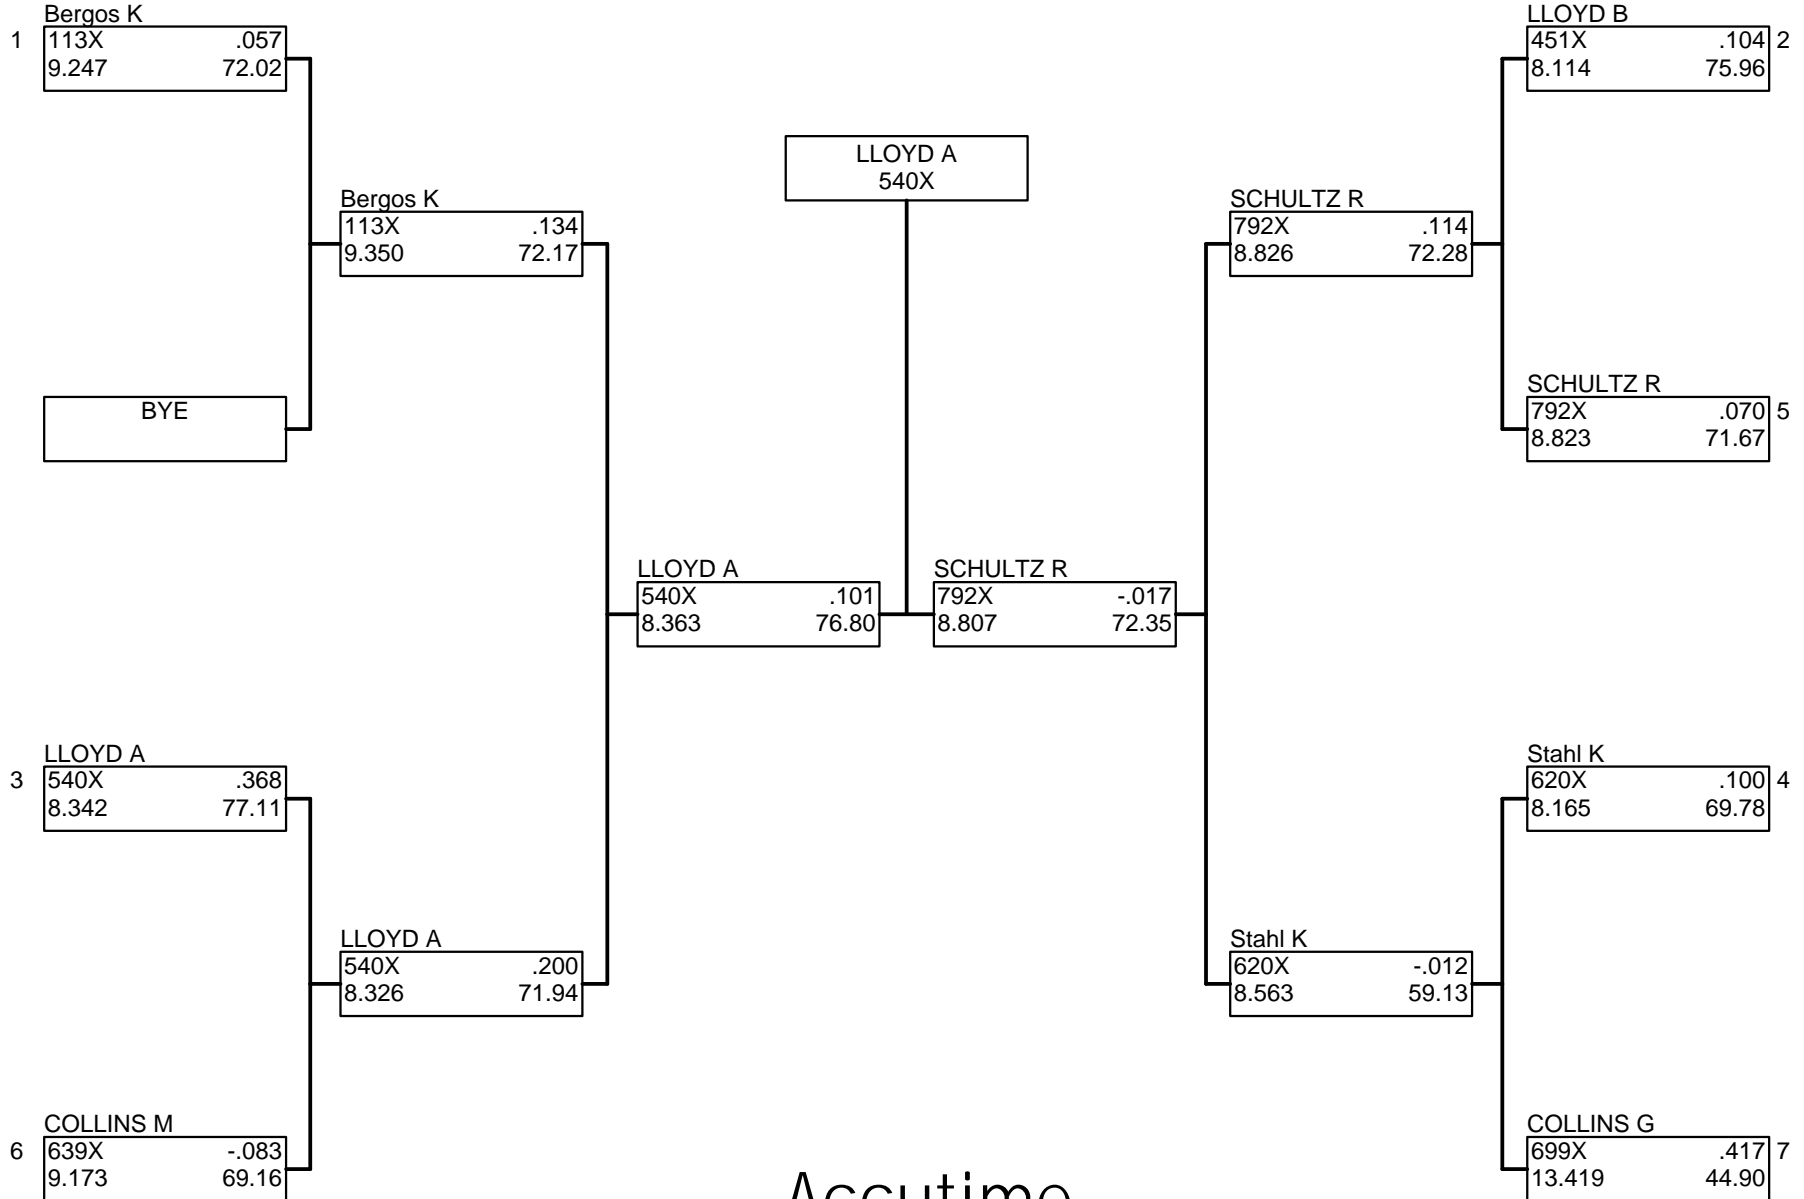 Bergos K
1 113X .057
9.247 72.02
BYE
LLOYD A
3 540X .368
8.342 77.11
COLLINS M
6 639X -.083
9.173 69.16
Bergos K
113X .134
9.350 72.17
LLOYD A
540X .200
8.326 71.94
LLOYD A
540X .101
8.363 76.80
LLOYD A
540X
SCHULTZ R
792X -.017
8.807 72.35
SCHULTZ R
792X .114
8.826 72.28
Stahl K
620X -.012
8.563 59.13
LLOYD B
451X .104 2
8.114 75.96
SCHULTZ R
792X .070 5
8.823 71.67
Stahl K
620X .100 4
8.165 69.78
COLLINS G
699X .417 7
13.419 44.90
Accutime